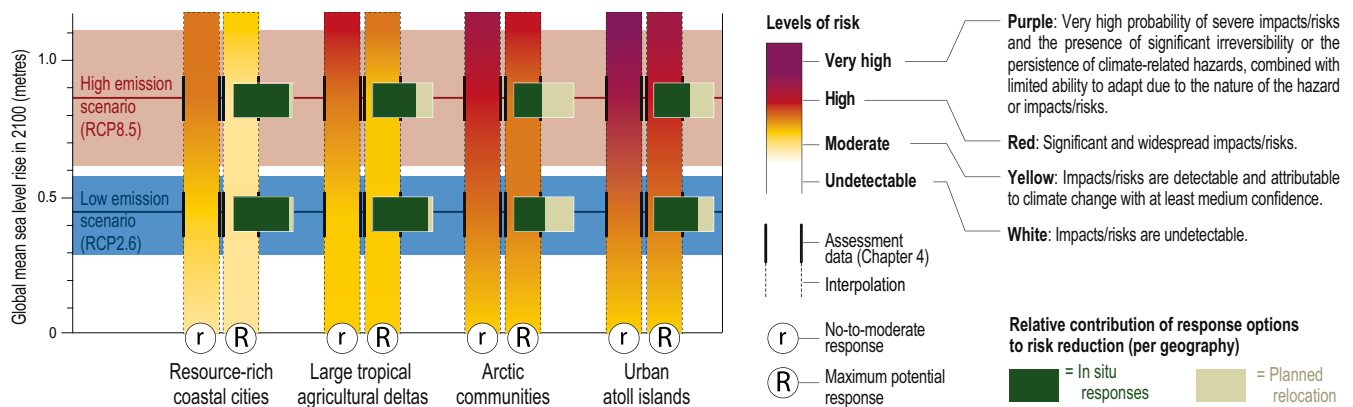 Global mean sea level rise in 2100 (metres)
1.0
0.5
0
High emission
scenario
(RCP8.5)
Low emission
scenario
(RCP2.6)
r
R
r
R
r
R
r
R
Resource-rich
coastal cities
Large tropical
agricultural deltas
Arctic
communities
Urban
atoll islands
Levels of risk
Very high
High
Moderate
Undetectable
Assessment
data (Chapter 4)
Interpolation
r
No-to-moderate
response
R
Maximum potential
response
Purple: Very high probability of severe impacts/risks
and the presence of significant irreversibility or the
persistence of climate-related hazards, combined with
limited ability to adapt due to the nature of the hazard
or impacts/risks.
Red: Significant and widespread impacts/risks.
Yellow: Impacts/risks are detectable and attributable
to climate change with at least medium confidence.
White: Impacts/risks are undetectable.
Relative contribution of response options
to risk reduction (per geography)
= In situ
responses
= Planned
relocation